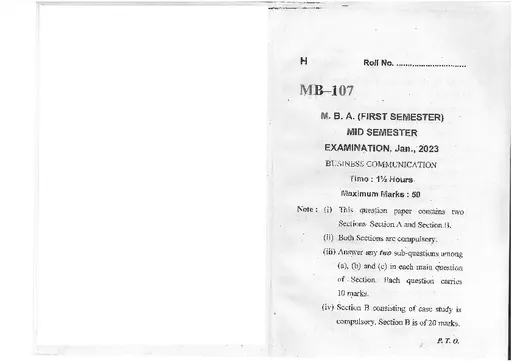 H Roll No. ..............................
MB–107
M. B. A. (FIRST SEMESTER)
MID SEMESTER
EXAMINATION, Jan., 2023
BUSINESS COMMUNICATION
Time : 1½ Hours
Maximum Marks : 50
Note : (i) This question paper contains two
Sections Section A and Section B.
(ii) Both Sections are compulsory.
(iii) Answer any two sub-questions among
(a), (b) and (c) in each main question
of Section. Each question carries
10 marks.
(iv) Section B consisting of case study is
compulsory. Section B is of 20 marks.
P. T. O.